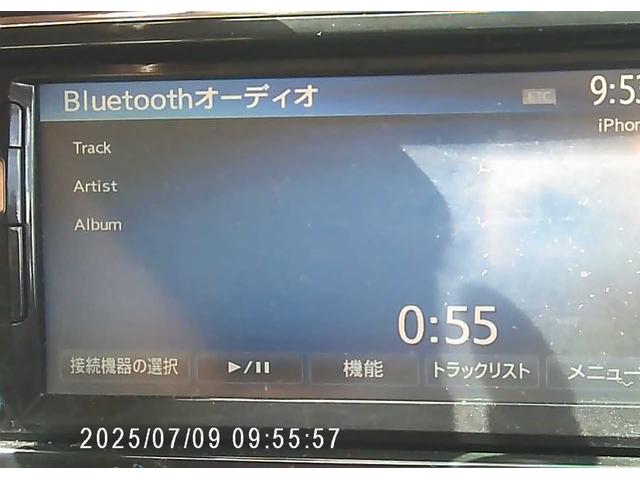 Bluetoothオーディオ
ETC
9:53
iPhon
Track
Artist
Album
0:55
接続機器の選択
►/II
機能
トラックリスト
メニュー
2025/07/09 09:55:57